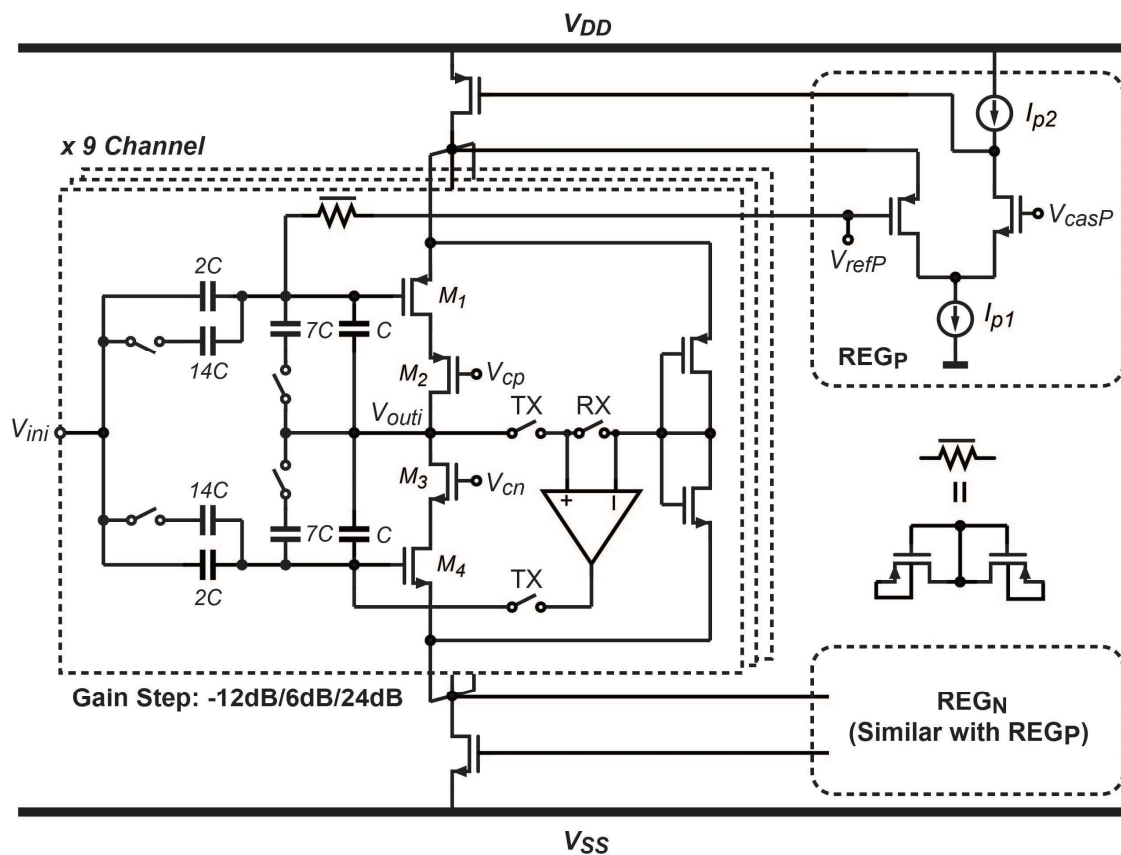 VDD
x 9 Channel
Ip2
VcasP
VrefP
Ip1
REGP
2C
14C
7C
C
M1
M2
Vcp
Vini
Vouti
TX
RX
M3
Vcn
+
–
14C
2C
7C
C
M4
TX
Gain Step: -12dB/6dB/24dB
REGN
(Similar with REGP)
VSS